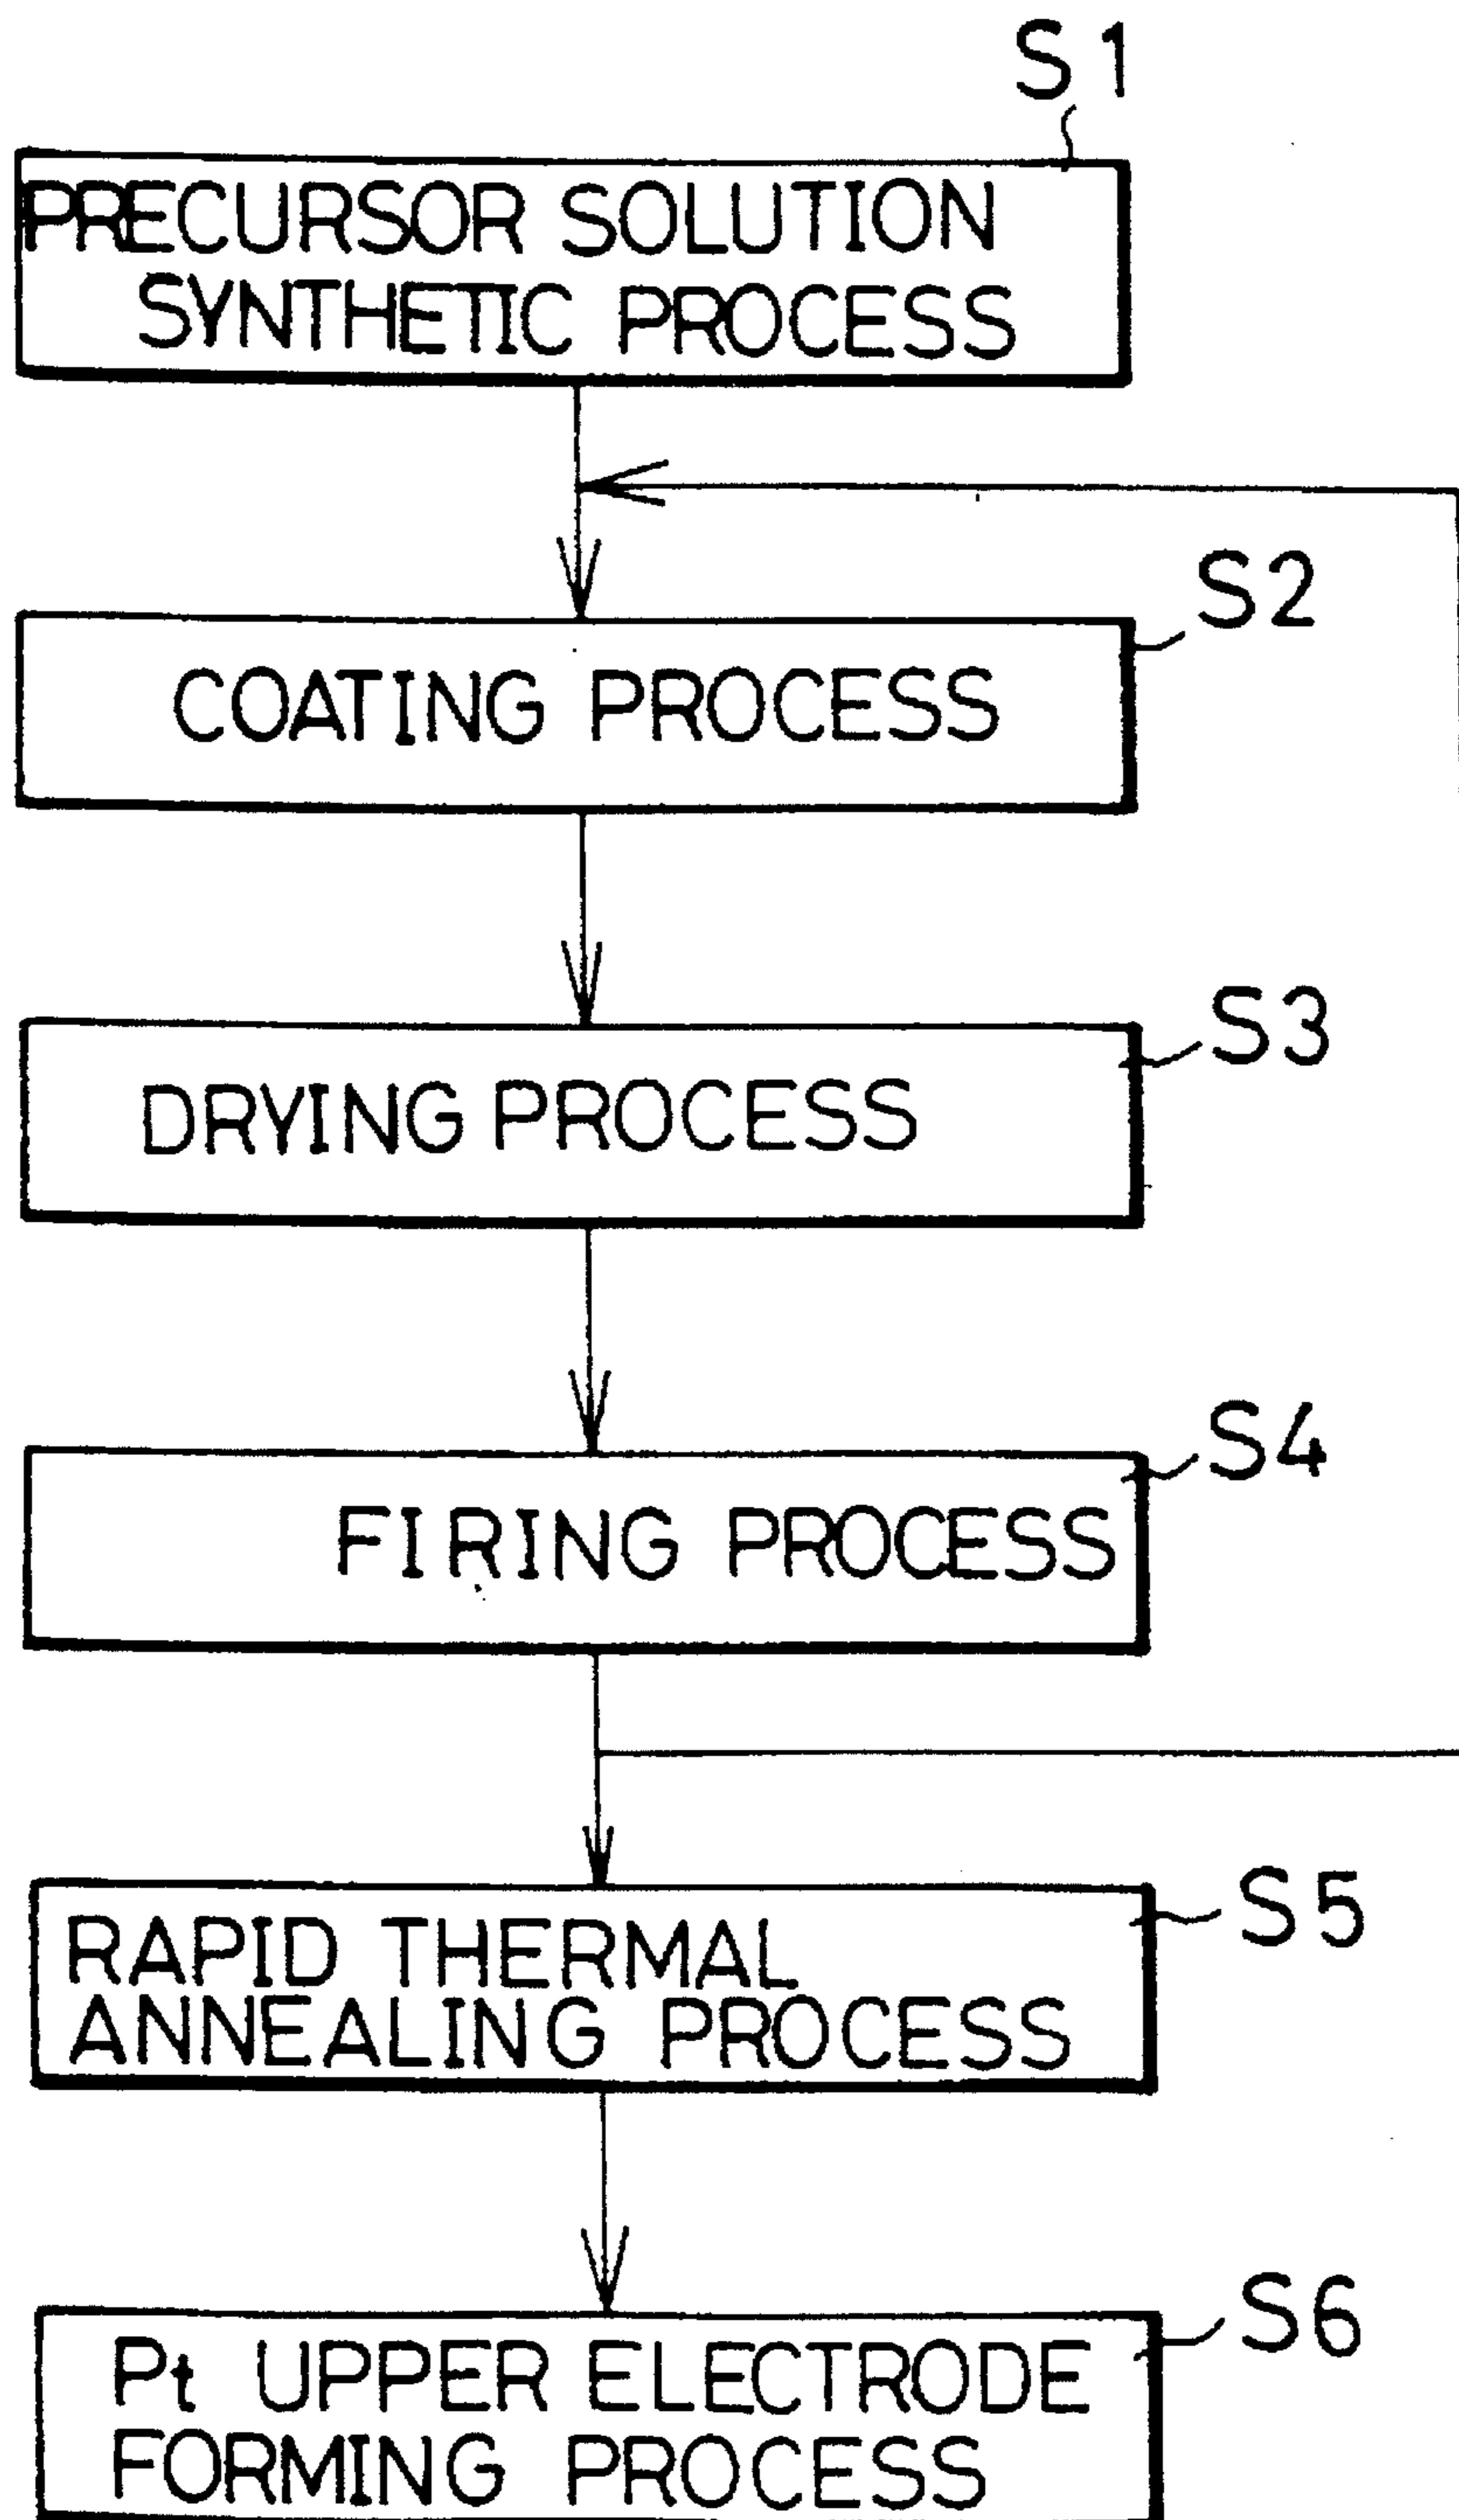 S1
PRECURSOR SOLUTION
SYNTHETIC PROCESS
S2
COATING PROCESS
S3
DRYING PROCESS
S4
FIRING PROCESS
S5
RAPID THERMAL
ANNEALING PROCESS
S6
Pt UPPER ELECTRODE
FORMING PROCESS